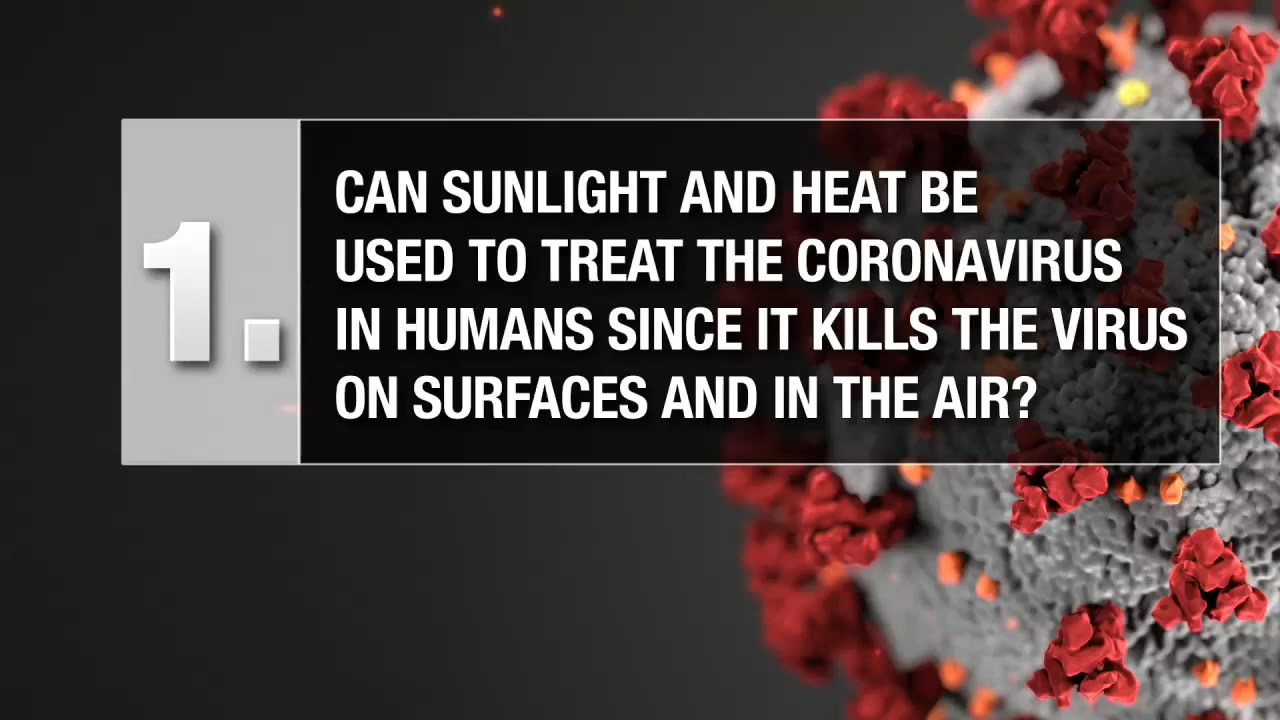 1.
CAN SUNLIGHT AND HEAT BE
USED TO TREAT THE CORONAVIRUS
IN HUMANS SINCE IT KILLS THE VIRUS
ON SURFACES AND IN THE AIR?